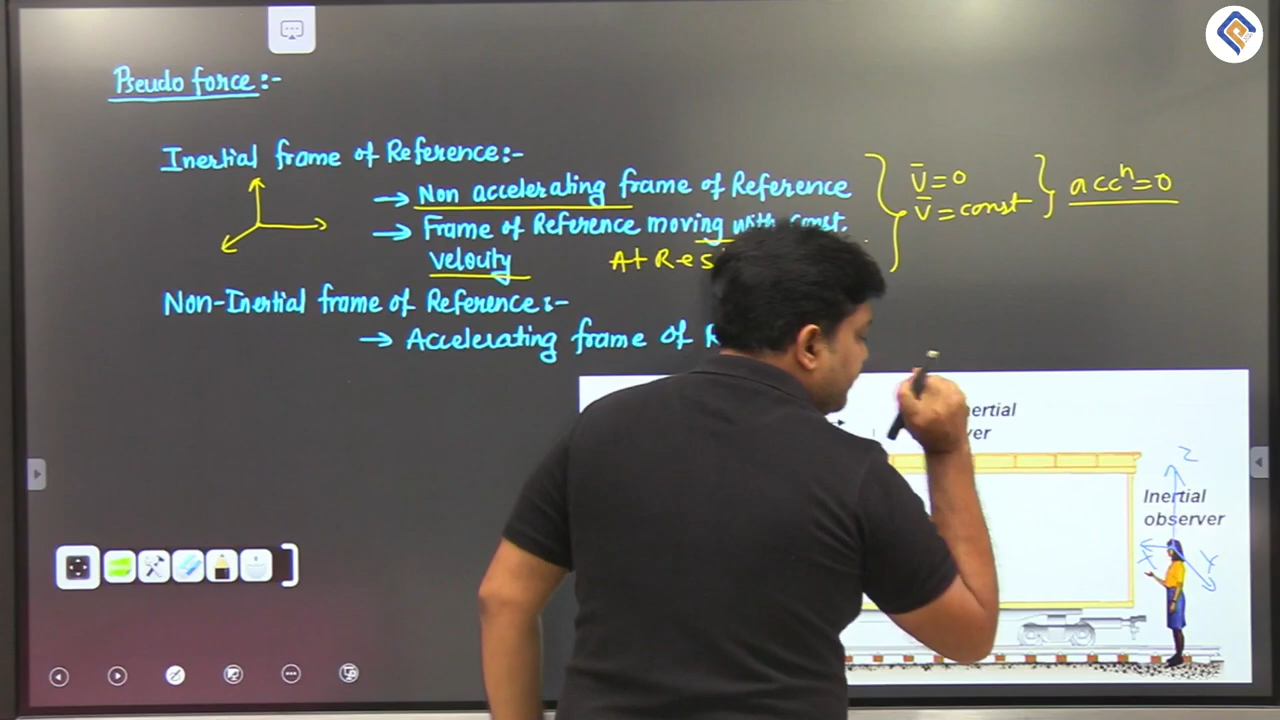 Pseudo force:-
Inertial frame of Reference:-
→ Non accelerating frame of Reference
→ Frame of Reference moving with const.
velocity
At Res
V̅ = 0
V̅ = const
accⁿ = 0
Non-Inertial frame of Reference:-
→ Accelerating frame of R
nertial
ver
Z
Inertial
observer
X
Y